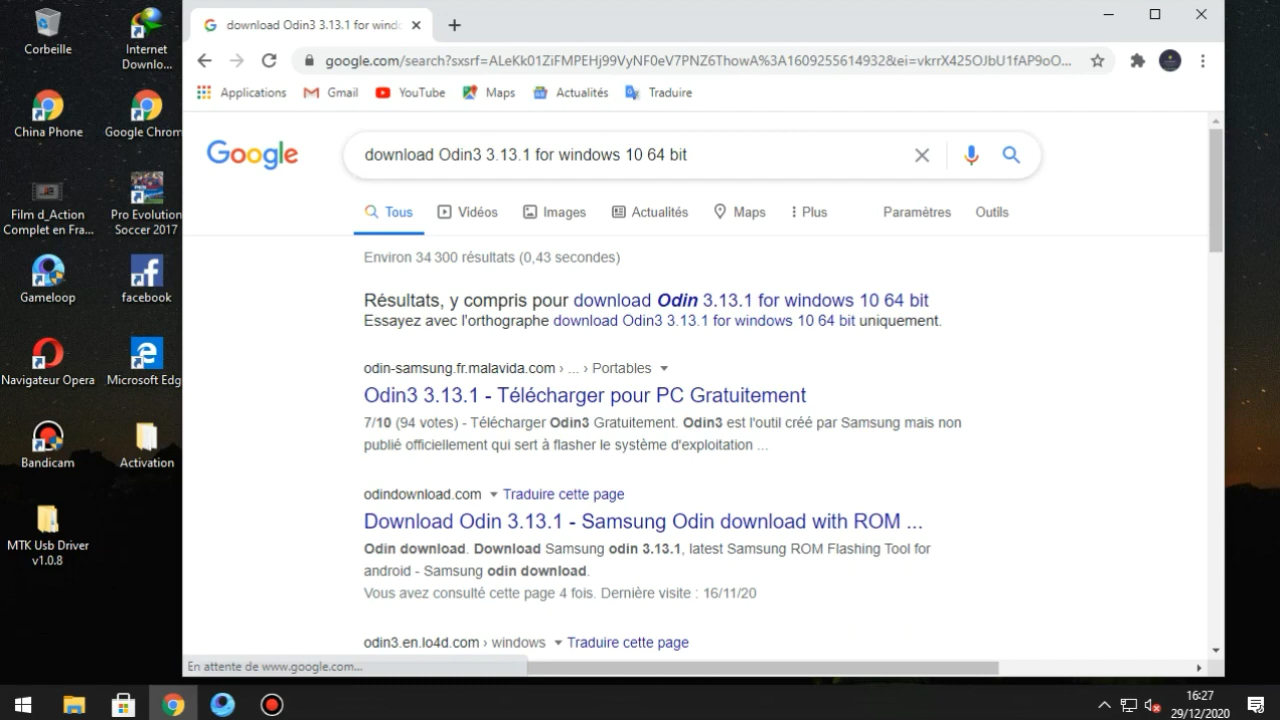 Corbeille
Internet
Downlo...
China Phone
Google Chrom
Film d_Action
Complet en Fra...
Pro Evolution
Soccer 2017
Gameloop
facebook
Navigateur Opera
Microsoft Edg
Bandicam
Activation
MTK Usb Driver
v1.0.8
download Odin3 3.13.1 for windo
google.com/search?sxsrf=ALeKk01ZiFMPEHj99VyNF0eV7PNZ6ThowA%3A1609255614932&ei=vkrrX425OJbU1fAP9oO...
Applications
Gmail
YouTube
Maps
Actualités
Traduire
Google
download Odin3 3.13.1 for windows 10 64 bit
Tous
Vidéos
Images
Actualités
Maps
Plus
Paramètres
Outils
Environ 34 300 résultats (0,43 secondes)
Résultats, y compris pour download Odin 3.13.1 for windows 10 64 bit
Essayez avec l'orthographe download Odin3 3.13.1 for windows 10 64 bit uniquement.
odin-samsung.fr.malavida.com › ... › Portables
Odin3 3.13.1 - Télécharger pour PC Gratuitement
7/10 (94 votes) - Télécharger Odin3 Gratuitement. Odin3 est l'outil créé par Samsung mais non
publié officiellement qui sert à flasher le système d'exploitation ...
odindownload.com Traduire cette page
Download Odin 3.13.1 - Samsung Odin download with ROM ...
Odin download. Download Samsung odin 3.13.1, latest Samsung ROM Flashing Tool for
android - Samsung odin download.
Vous avez consulté cette page 4 fois. Dernière visite : 16/11/20
odin3.en.lo4d.com › windows Traduire cette page
En attente de www.google.com...
16:27
29/12/2020